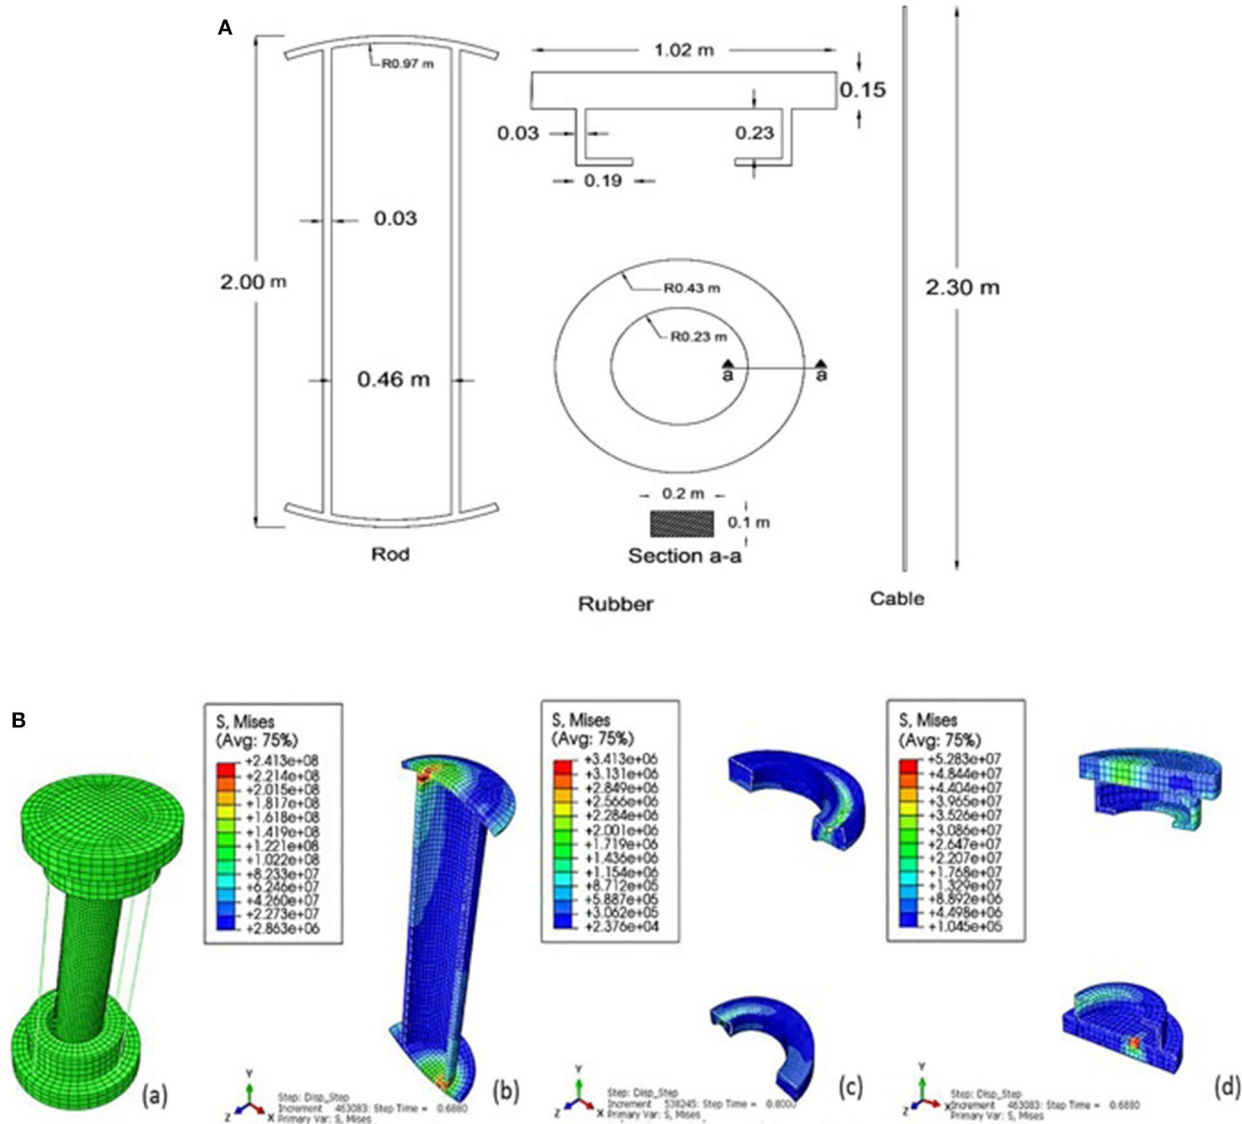 A
R0.97 m
2.00 m
0.03
0.46 m
Rod
1.02 m
0.15
0.03
0.23
0.19
R0.43 m
R0.23 m
a a
0.2 m
0.1 m
Section a-a
Rubber
2.30 m
Cable
B
(a)
S, Mises
(Avg: 75%)
+2.413e+08
+2.214e+08
+2.015e+08
+1.817e+08
+1.618e+08
+1.419e+08
+1.221e+08
+1.022e+08
+8.233e+07
+6.246e+07
+4.260e+07
+2.273e+07
+2.863e+06
Y
Z X
Step: Disp_Step
Increment 463083: Step Time = 0.6880
Primary Var: S, Mises
(b)
S, Mises
(Avg: 75%)
+3.413e+06
+3.131e+06
+2.849e+06
+2.566e+06
+2.284e+06
+2.001e+06
+1.719e+06
+1.436e+06
+1.154e+06
+8.712e+05
+5.887e+05
+3.062e+05
+2.376e+04
Y
Z X
Step: Disp_Step
Increment 538245: Step Time = 0.8000
Primary Var: S, Mises
(c)
S, Mises
(Avg: 75%)
+5.283e+07
+4.844e+07
+4.404e+07
+3.965e+07
+3.526e+07
+3.086e+07
+2.647e+07
+2.207e+07
+1.768e+07
+1.329e+07
+8.892e+06
+4.498e+06
+1.045e+05
Y
Z X
Step: Disp_Step
Increment 463083: Step Time = 0.6880
Primary Var: S, Mises
(d)